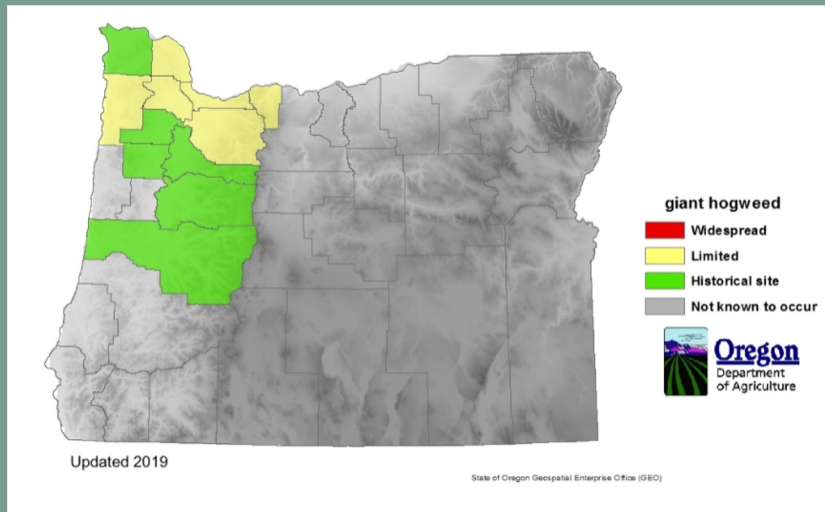 giant hogweed
Widespread
Limited
Historical site
Not known to occur
Oregon
Department
of Agriculture
Updated 2019
State of Oregon Geospatial Enterprise Office (GEO)